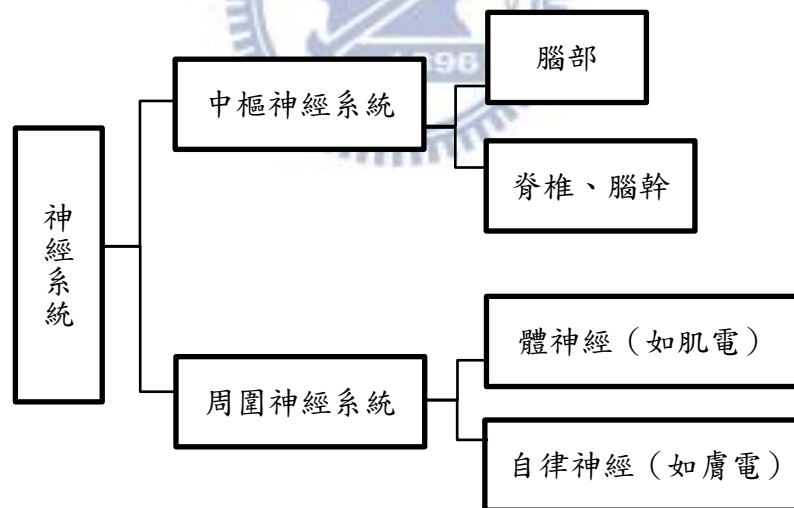 神經系統
中樞神經系統
腦部
脊椎、腦幹
周圍神經系統
體神經（如肌電）
自律神經（如膚電）
1896